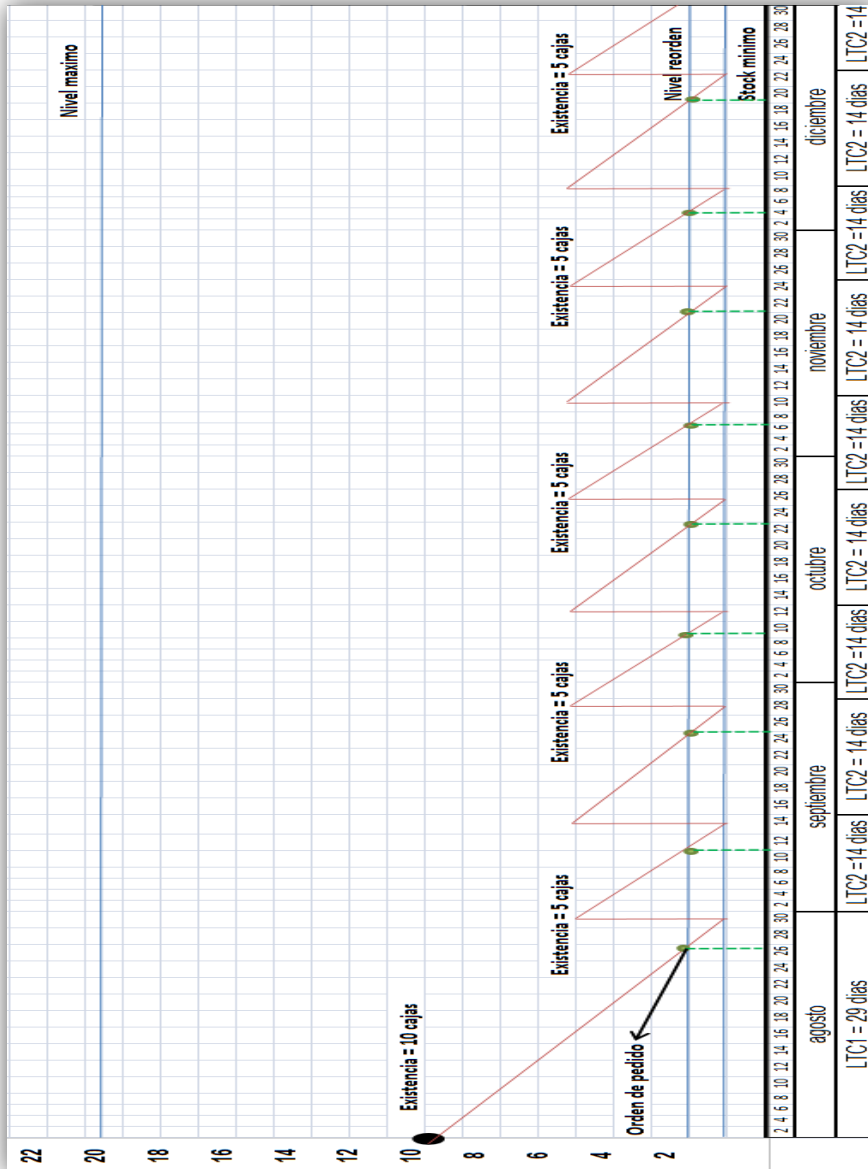 22
Nivel maximo
20
18
16
14
12
10 Existencia = 10 cajas
8
6
Existencia = 5 cajas Existencia = 5 cajas Existencia = 5 cajas Existencia = 5 cajas Existencia = 5 cajas
4
Orden de pedido
2 Nivel reorden
Stock minimo
2 4 6 8 10 12 14 16 18 20 22 24 26 28 30 2 4 6 8 10 12 14 16 18 20 22 24 26 28 30 2 4 6 8 10 12 14 16 18 20 22 24 26 28 30 2 4 6 8 10 12 14 16 18 20 22 24 26 28 30 2 4 6 8 10 12 14 16 18 20 22 24 26 28 30
agosto septiembre octubre noviembre diciembre
LTC1 = 29 dias LTC2 =14 dias LTC2 = 14 dias LTC2 =14 dias LTC2 = 14 dias LTC2 =14 dias LTC2 = 14 dias LTC2 =14 dias LTC2 = 14 dias LTC2 =14